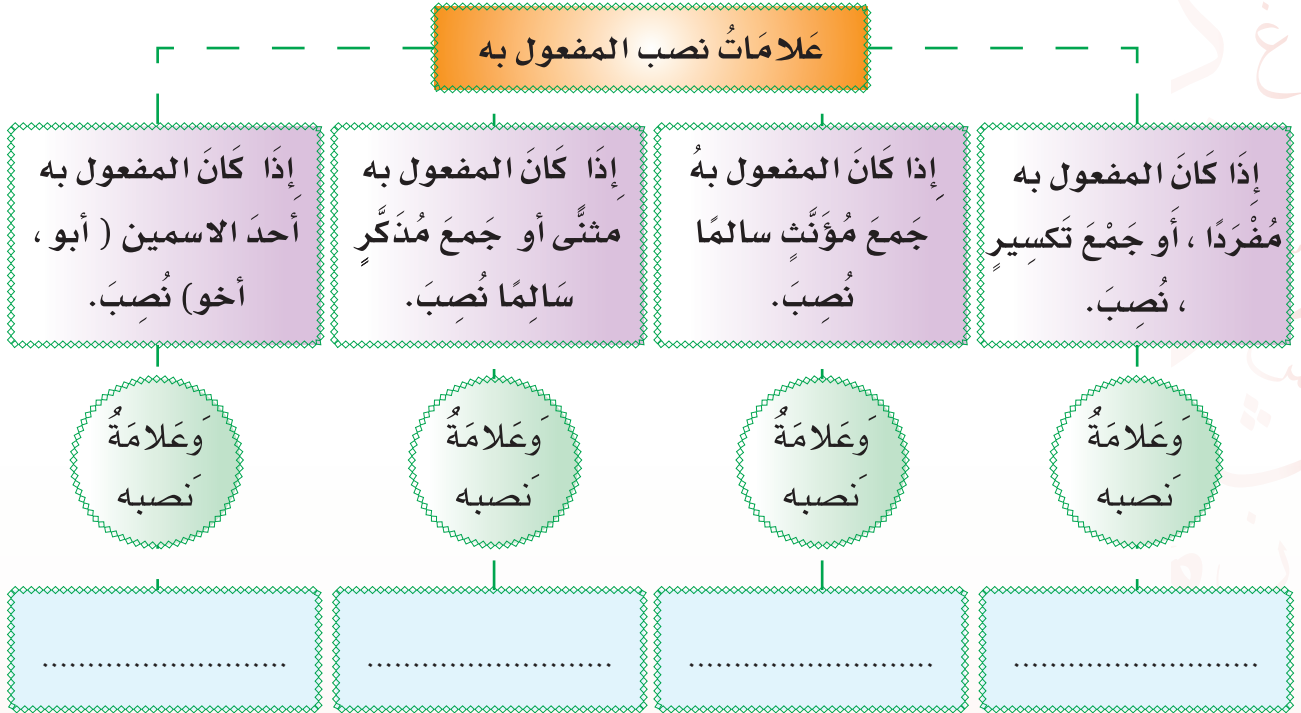 عَلامَاتُ نصب المفعول به
إِذَا كَانَ المفعول به
مُفْرَدًا ، أَو جَمْعَ تَكسِيرٍ
، نُصِبَ.
إِذا كَانَ المفعول بهُ
جَمعَ مُؤَنَّثٍ سالمًا
نُصِبَ.
إِذَا كَانَ المفعول به
مثنًّى أو جَمعَ مُذَكَّرٍ
سَالِمًا نُصِبَ.
إِذَا كَانَ المفعول به
أحدَ الاسمين ( أبو ،
أخو) نُصِبَ.
وَعَلامَةُ
نَصبه
وَعَلامَةُ
نَصبه
وَعَلامَةُ
نَصبه
وَعَلامَةُ
نَصبه
...........................
...........................
...........................
...........................